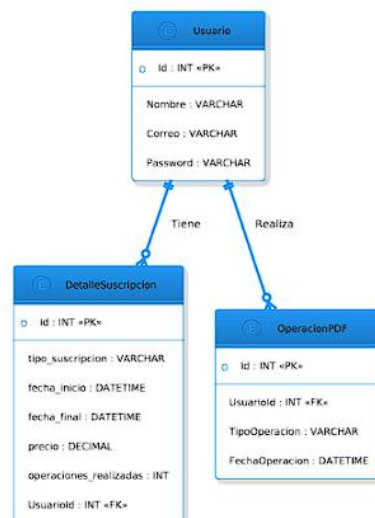 E Usuario
Id : INT «PK»
Nombre : VARCHAR
Correo : VARCHAR
Password : VARCHAR
Tiene
Realiza
E DetalleSuscripcion
Id : INT «PK»
tipo_suscripcion : VARCHAR
fecha_inicio : DATETIME
fecha_final : DATETIME
precio : DECIMAL
operaciones_realizadas : INT
UsuarioId : INT «FK»
E OperacionPDF
Id : INT «PK»
UsuarioId : INT «FK»
TipoOperacion : VARCHAR
FechaOperacion : DATETIME